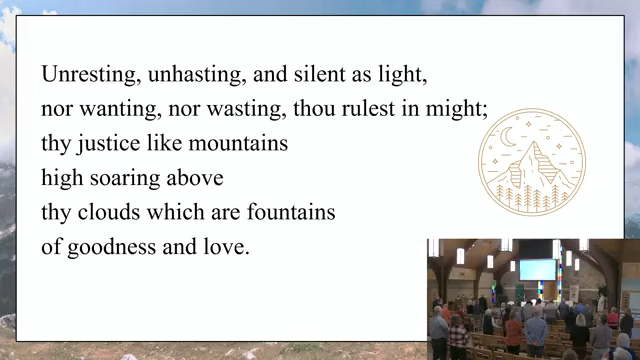 Unresting, unhasting, and silent as light,
nor wanting, nor wasting, thou rulest in might;
thy justice like mountains
high soaring above
thy clouds which are fountains
of goodness and love.